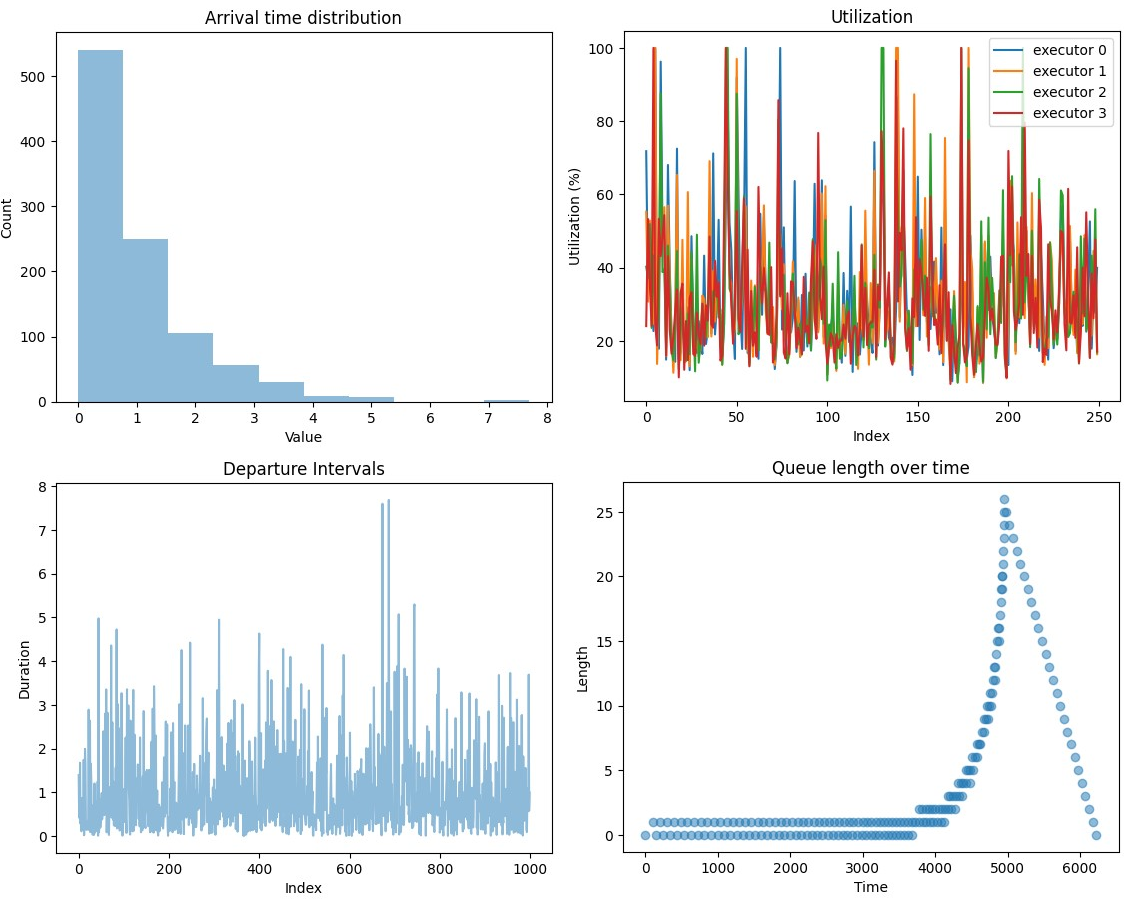 Arrival time distribution
500
400
300
200
100
0
Count
0 1 2 3 4 5 6 7 8
Value
Utilization
100
80
60
40
20
Utilization (%)
executor 0
executor 1
executor 2
executor 3
0 50 100 150 200 250
Index
Departure Intervals
8
7
6
5
4
3
2
1
0
Duration
0 200 400 600 800 1000
Index
Queue length over time
25
20
15
10
5
0
Length
0 1000 2000 3000 4000 5000 6000
Time